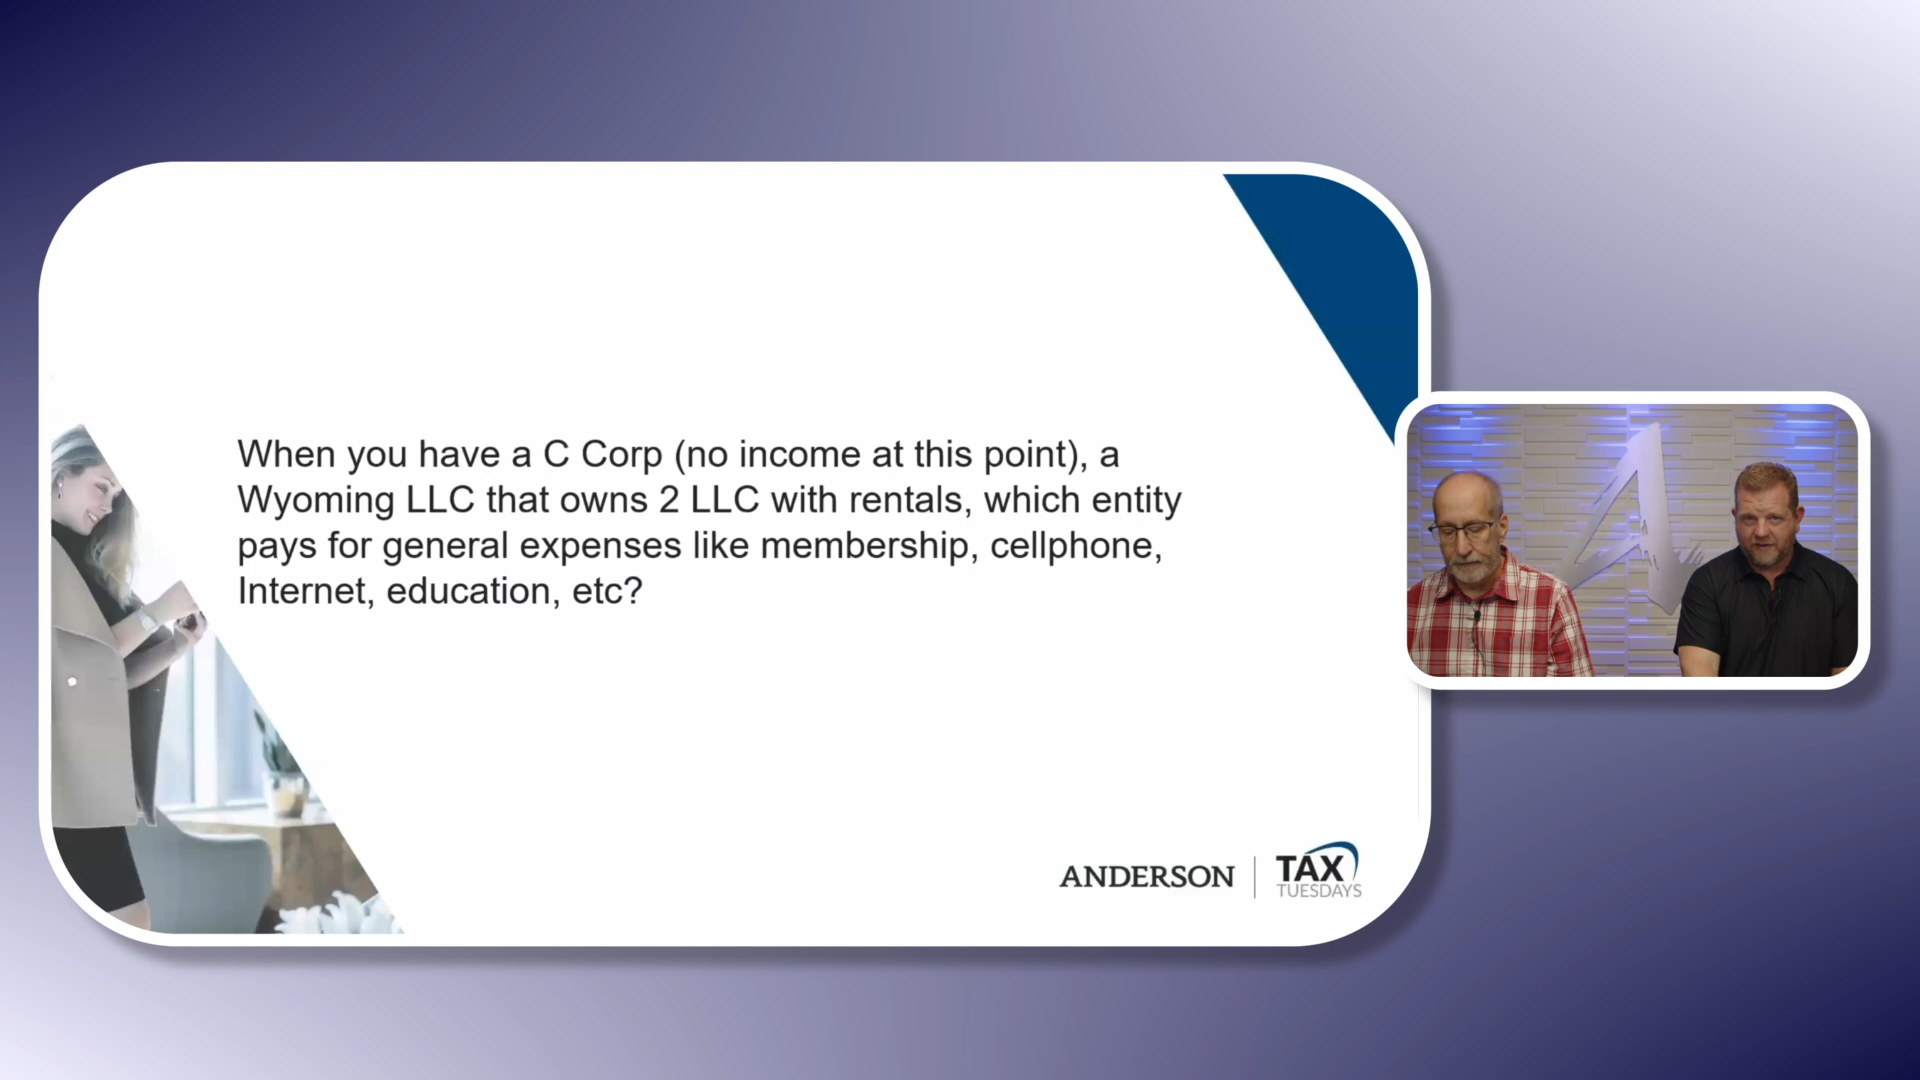 When you have a C Corp (no income at this point), a
Wyoming LLC that owns 2 LLC with rentals, which entity
pays for general expenses like membership, cellphone,
Internet, education, etc?
ANDERSON
TAX
TUESDAYS